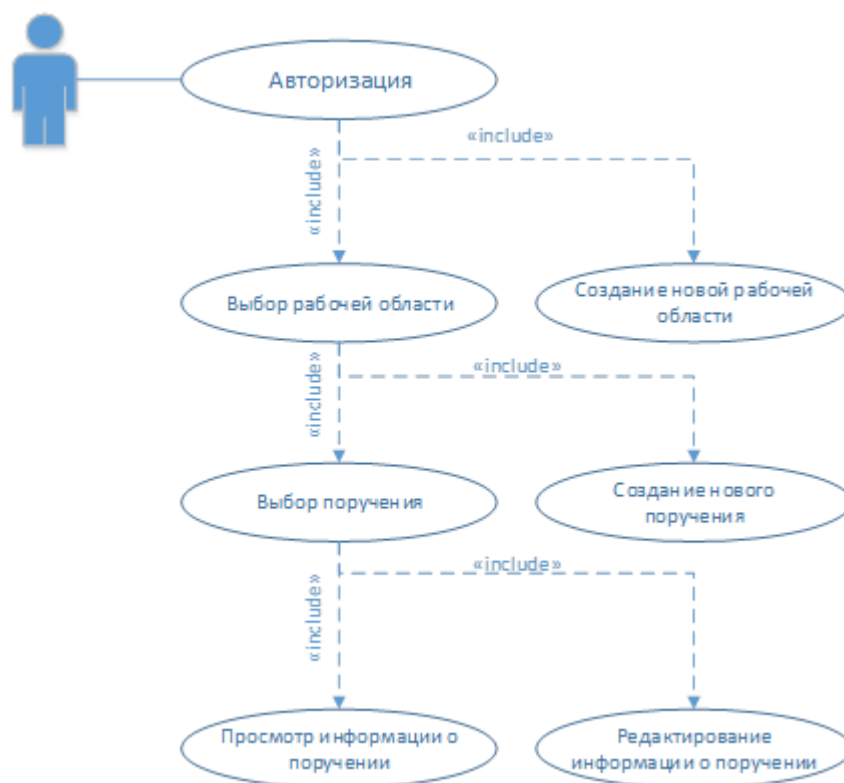 Авторизация
«include»
«include»
Выбор рабочей области
Создание новой рабочей
области
«include»
«include»
Выбор поручения
Создание нового
поручения
«include»
«include»
Просмотр информации о
поручении
Редактирование
информации о поручении